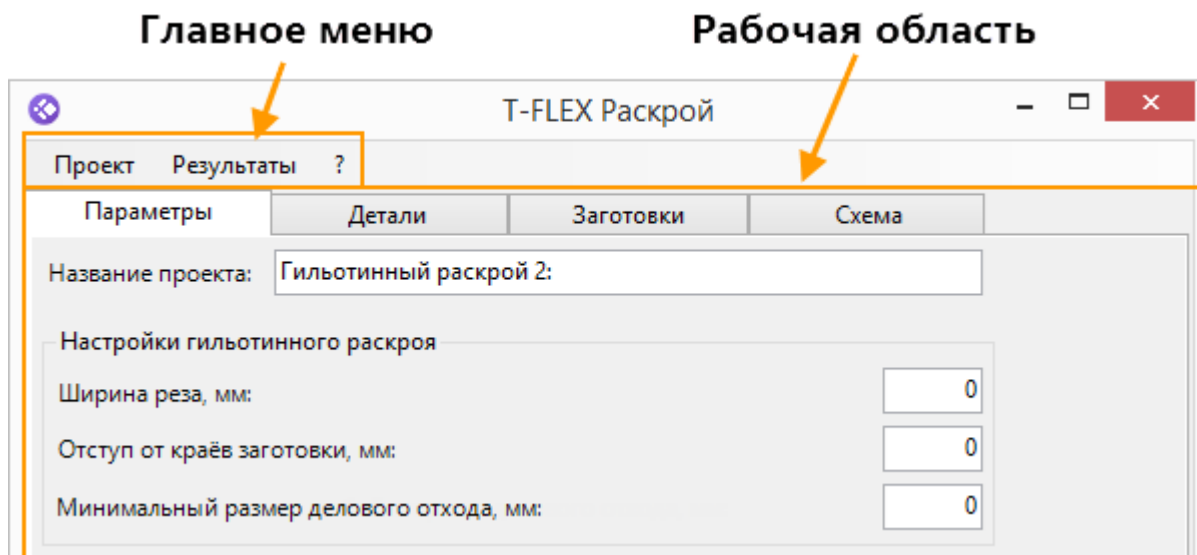 Главное меню Рабочая область
T-FLEX Раскрой
Проект Результаты ?
Параметры Детали Заготовки Схема
Название проекта: Гильотинный раскрой 2:
Настройки гильотинного раскроя
Ширина реза, мм: 0
Отступ от краёв заготовки, мм: 0
Минимальный размер делового отхода, мм: 0